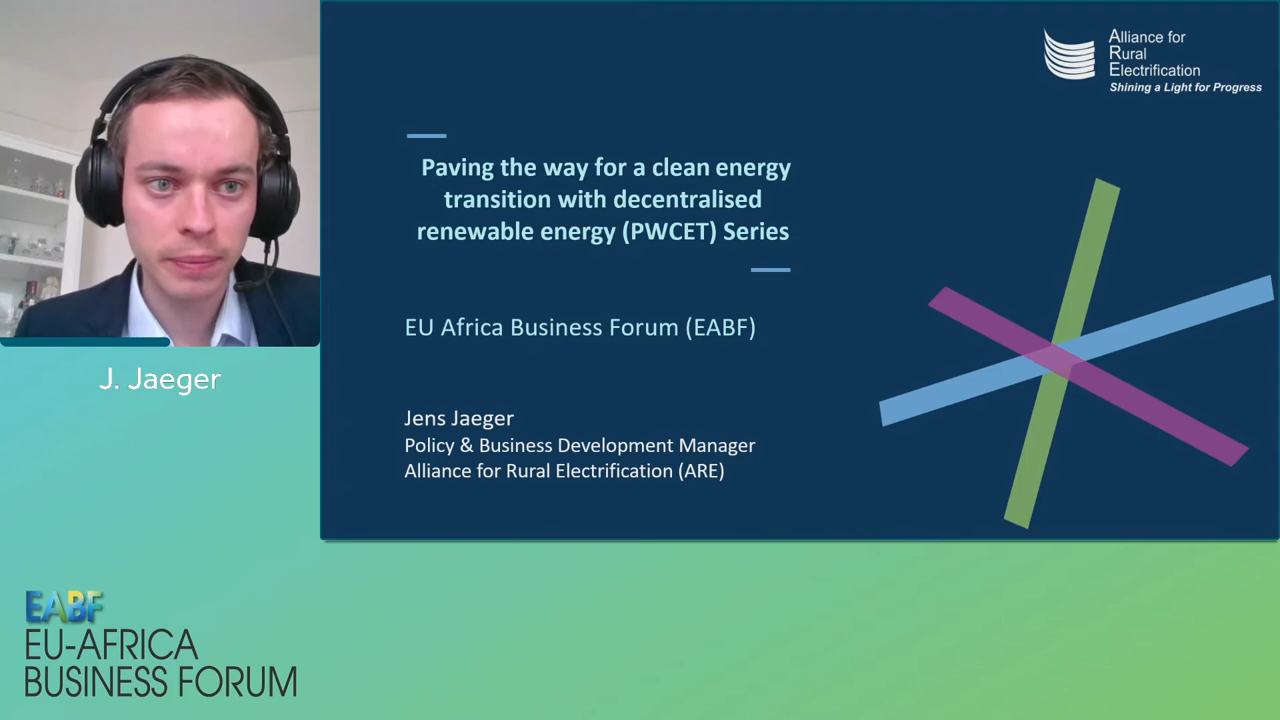 Alliance for
Rural
Electrification
Shining a Light for Progress
Paving the way for a clean energy
transition with decentralised
renewable energy (PWCET) Series
EU Africa Business Forum (EABF)
Jens Jaeger
Policy & Business Development Manager
Alliance for Rural Electrification (ARE)
J. Jaeger
EABF
EU-AFRICA
BUSINESS FORUM